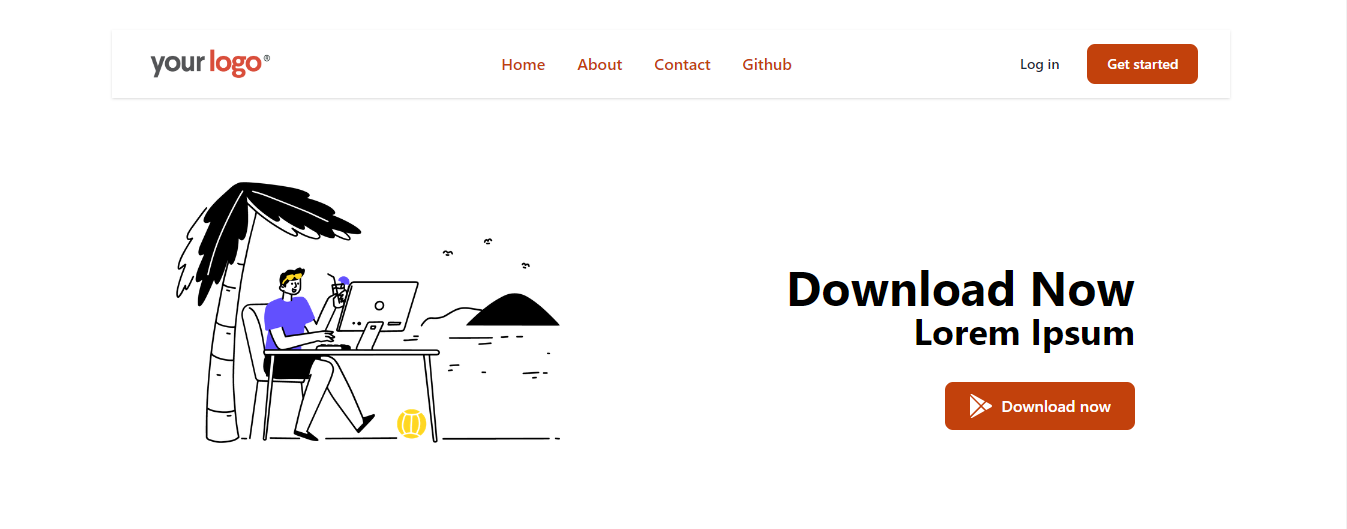 your logo®
Home About Contact Github
Log in Get started
Download Now
Lorem Ipsum
Download now